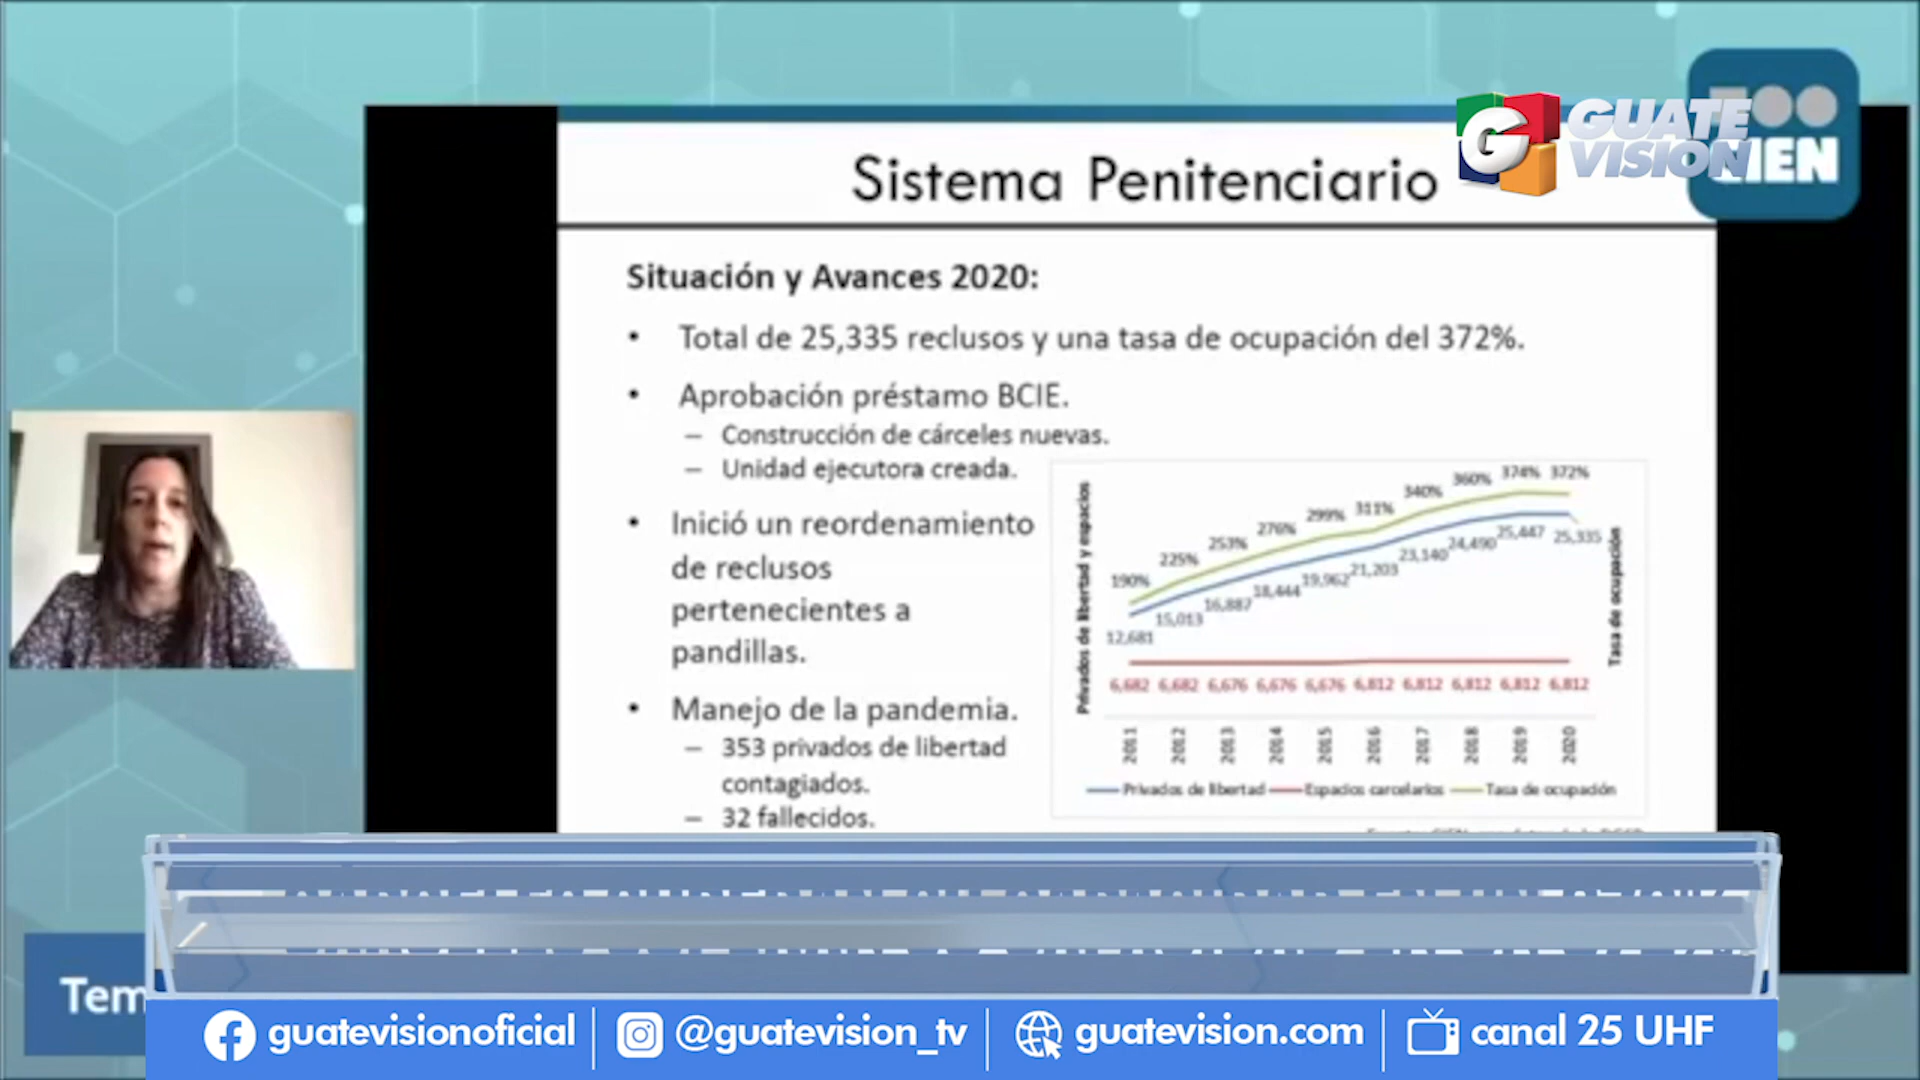 GUATE
VISION
CIEN
Sistema Penitenciario
Situación y Avances 2020:
• Total de 25,335 reclusos y una tasa de ocupación del 372%.
• Aprobación préstamo BCIE.
– Construcción de cárceles nuevas.
– Unidad ejecutora creada.
• Inició un reordenamiento
de reclusos
pertenecientes a
pandillas.
• Manejo de la pandemia.
– 353 privados de libertad
contagiados.
– 32 fallecidos.
Privados de libertad y espacios
190% 225% 253% 276% 299% 311% 340% 360% 374% 372%
12,681 15,013 16,887 18,444 19,962 21,203 23,140 24,490 25,447 25,335
6,682 6,682 6,676 6,676 6,676 6,812 6,812 6,812 6,812 6,812
2011 2012 2013 2014 2015 2016 2017 2018 2019 2020
Tasa de ocupación
Privados de libertad Espacios carcelarios Tasa de ocupación
Tem
guatevisionoficial @guatevision_tv guatevision.com canal 25 UHF